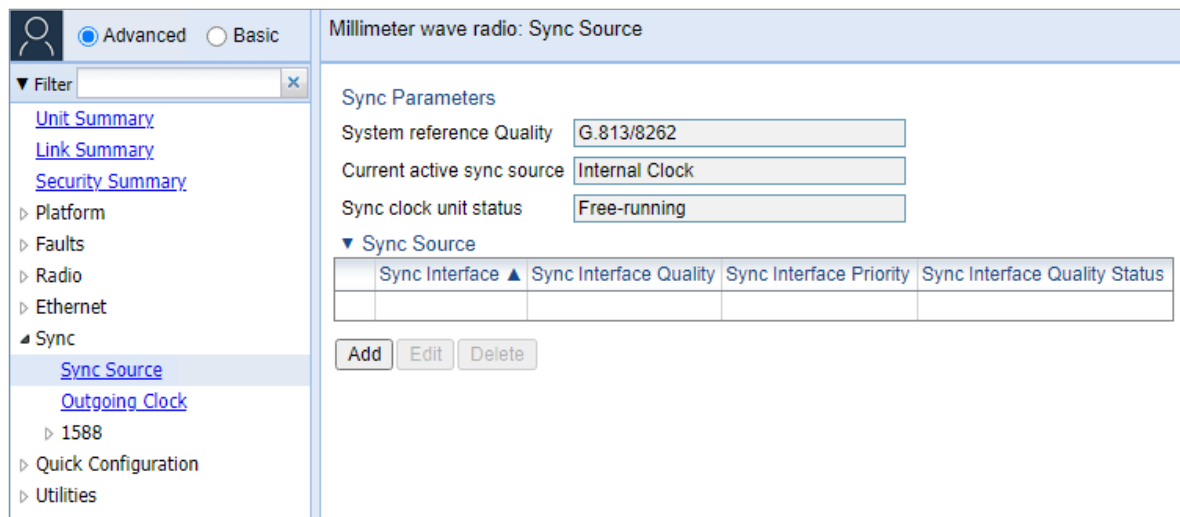 Advanced Basic
Millimeter wave radio: Sync Source
▼ Filter ×
Unit Summary
Link Summary
Security Summary
▷ Platform
▷ Faults
▷ Radio
▷ Ethernet
◢ Sync
Sync Source
Outgoing Clock
▷ 1588
▷ Quick Configuration
▷ Utilities
Sync Parameters
System reference Quality G.813/8262
Current active sync source Internal Clock
Sync clock unit status Free-running
▼ Sync Source
Sync Interface ▲ Sync Interface Quality Sync Interface Priority Sync Interface Quality Status
Add Edit Delete